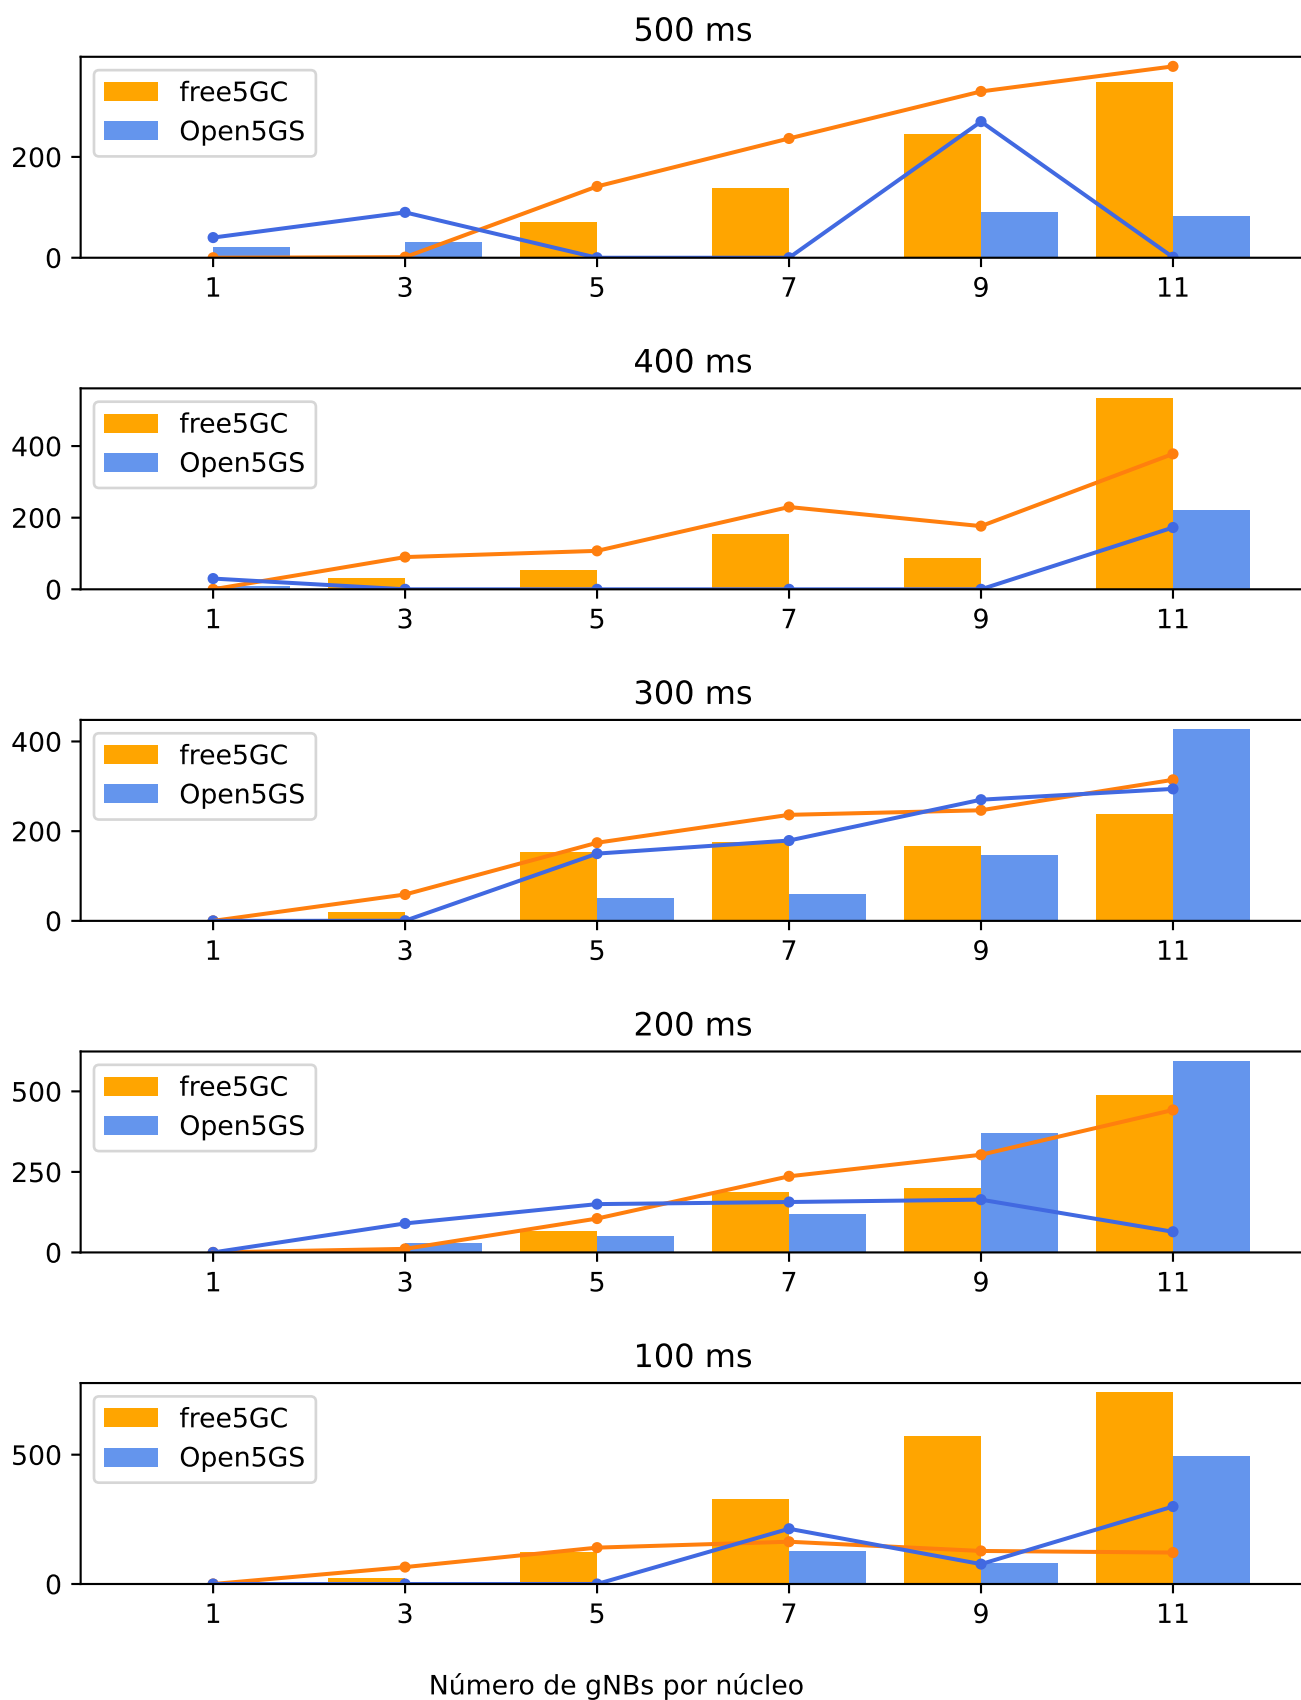 500 ms
free5GC
Open5GS
200
0
1 3 5 7 9 11
400 ms
free5GC
Open5GS
400
200
0
1 3 5 7 9 11
300 ms
400
free5GC
Open5GS
200
0
1 3 5 7 9 11
200 ms
free5GC
500
Open5GS
250
0
1 3 5 7 9 11
100 ms
free5GC
500
Open5GS
0
1 3 5 7 9 11
Número de gNBs por núcleo